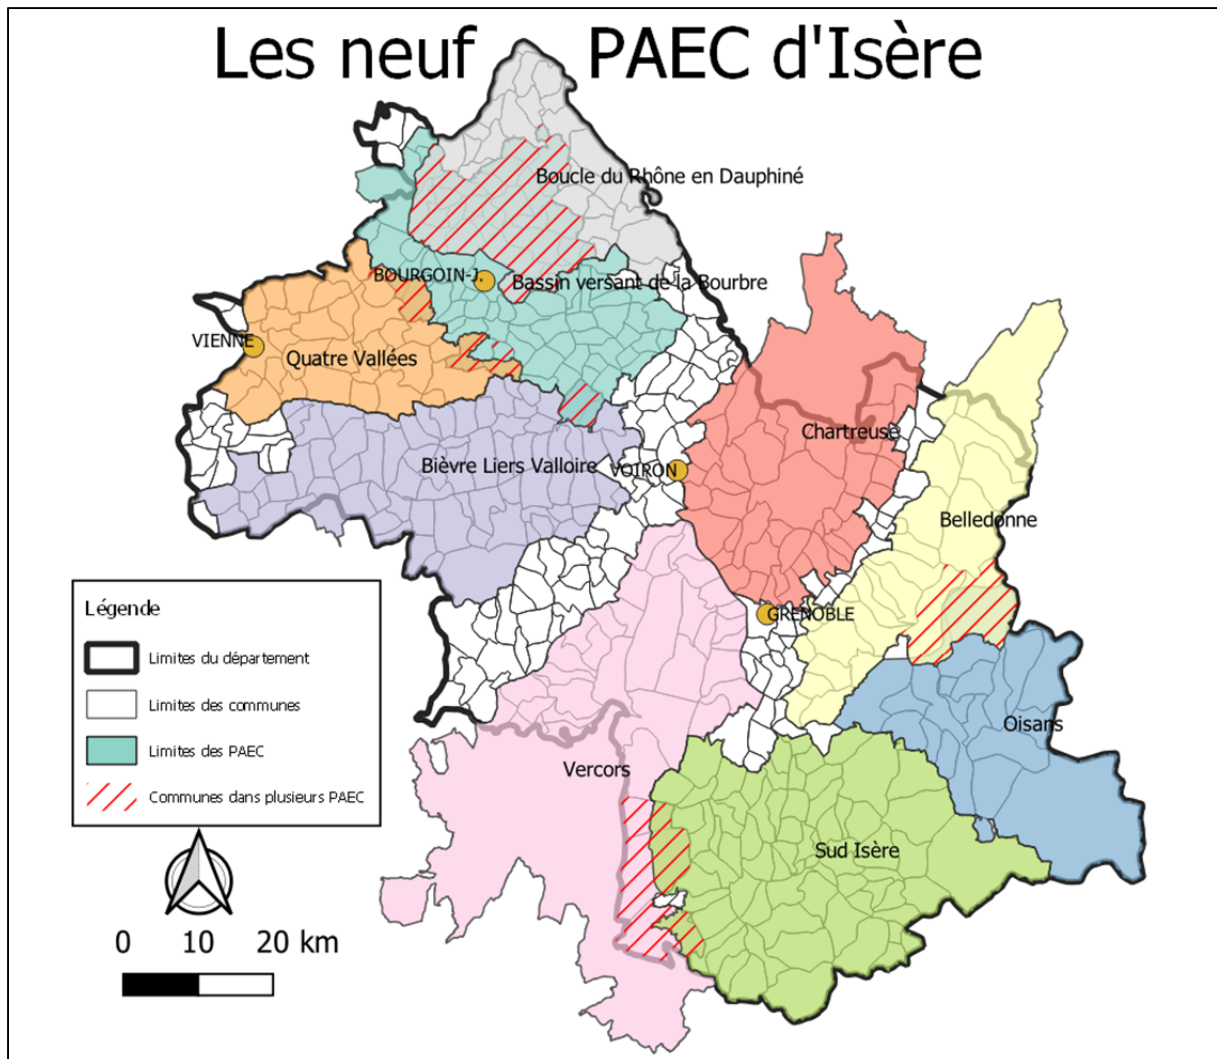 Les neuf PAEC d'Isère
Boucle du Rhône en Dauphiné
BOURGOIN-J.
Bassin versant de la Bourbre
VIENNE
Quatre Vallées
Chartreuse
Bièvre Liers Valloire
VOIRON
Belledonne
GRENOBLE
Oisans
Vercors
Sud Isère
Légende
Limites du département
Limites des communes
Limites des PAEC
Communes dans plusieurs PAEC
0 10 20 km